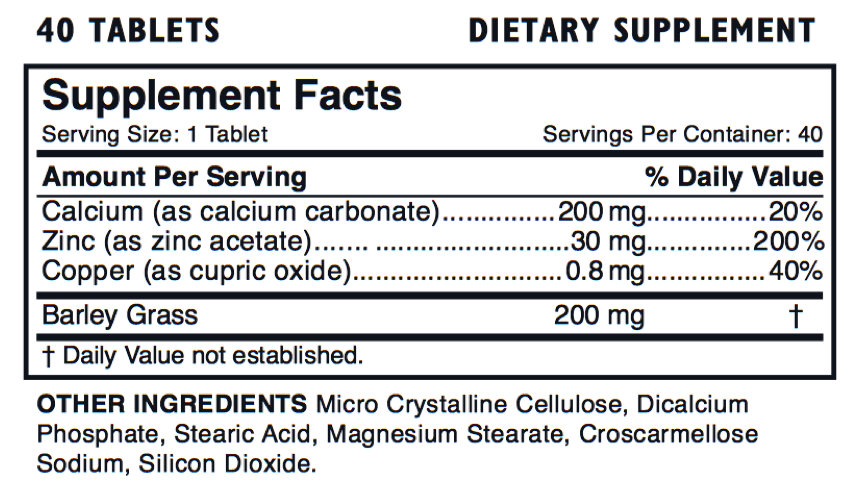 40 TABLETS DIETARY SUPPLEMENT
Supplement Facts
Serving Size: 1 Tablet Servings Per Container: 40
Amount Per Serving % Daily Value
Calcium (as calcium carbonate)...............200 mg................20%
Zinc (as zinc acetate)....... .........................30 mg...............200%
Copper (as cupric oxide)...........................0.8 mg................40%
Barley Grass 200 mg †
† Daily Value not established.
OTHER INGREDIENTS Micro Crystalline Cellulose, Dicalcium
Phosphate, Stearic Acid, Magnesium Stearate, Croscarmellose
Sodium, Silicon Dioxide.